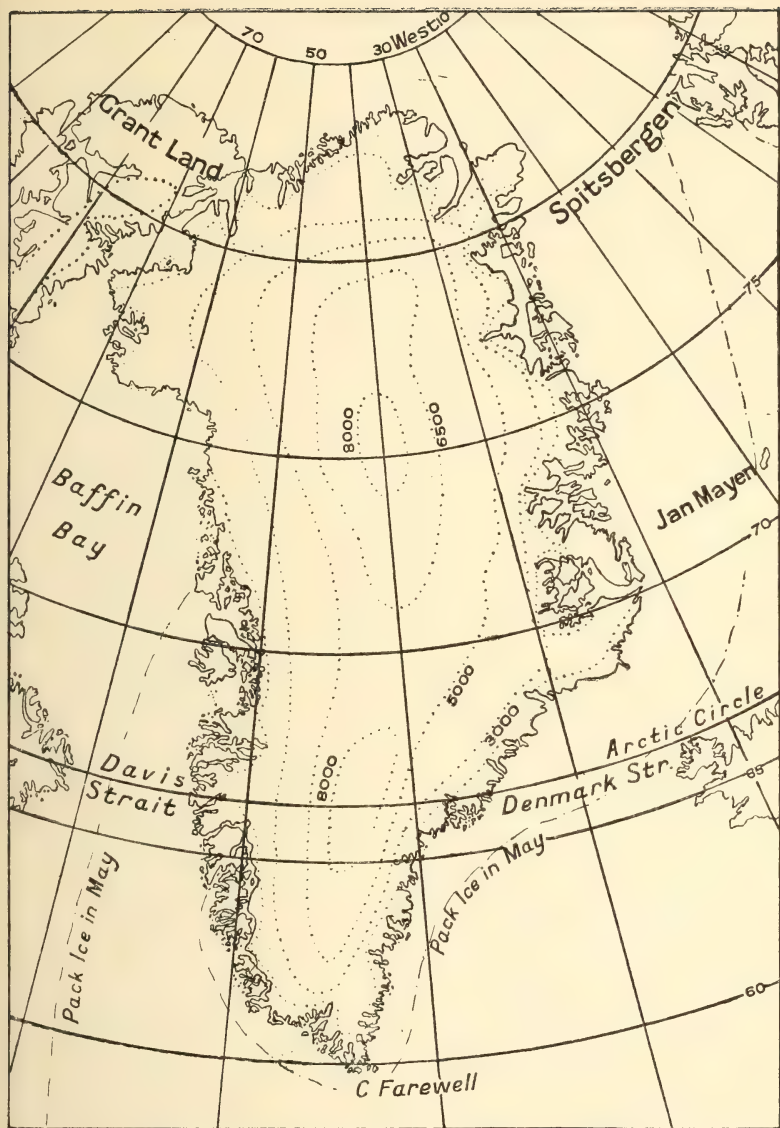 70
50
30 West 10
Grant Land
Spitsbergen
75
8000
6500
Baffin
Bay
Jan Mayen
70
5000
3000
Arctic Circle
Davis
Strait
8000
Denmark Str.
65
Pack Ice in May
Pack Ice in May
60
C Farewell